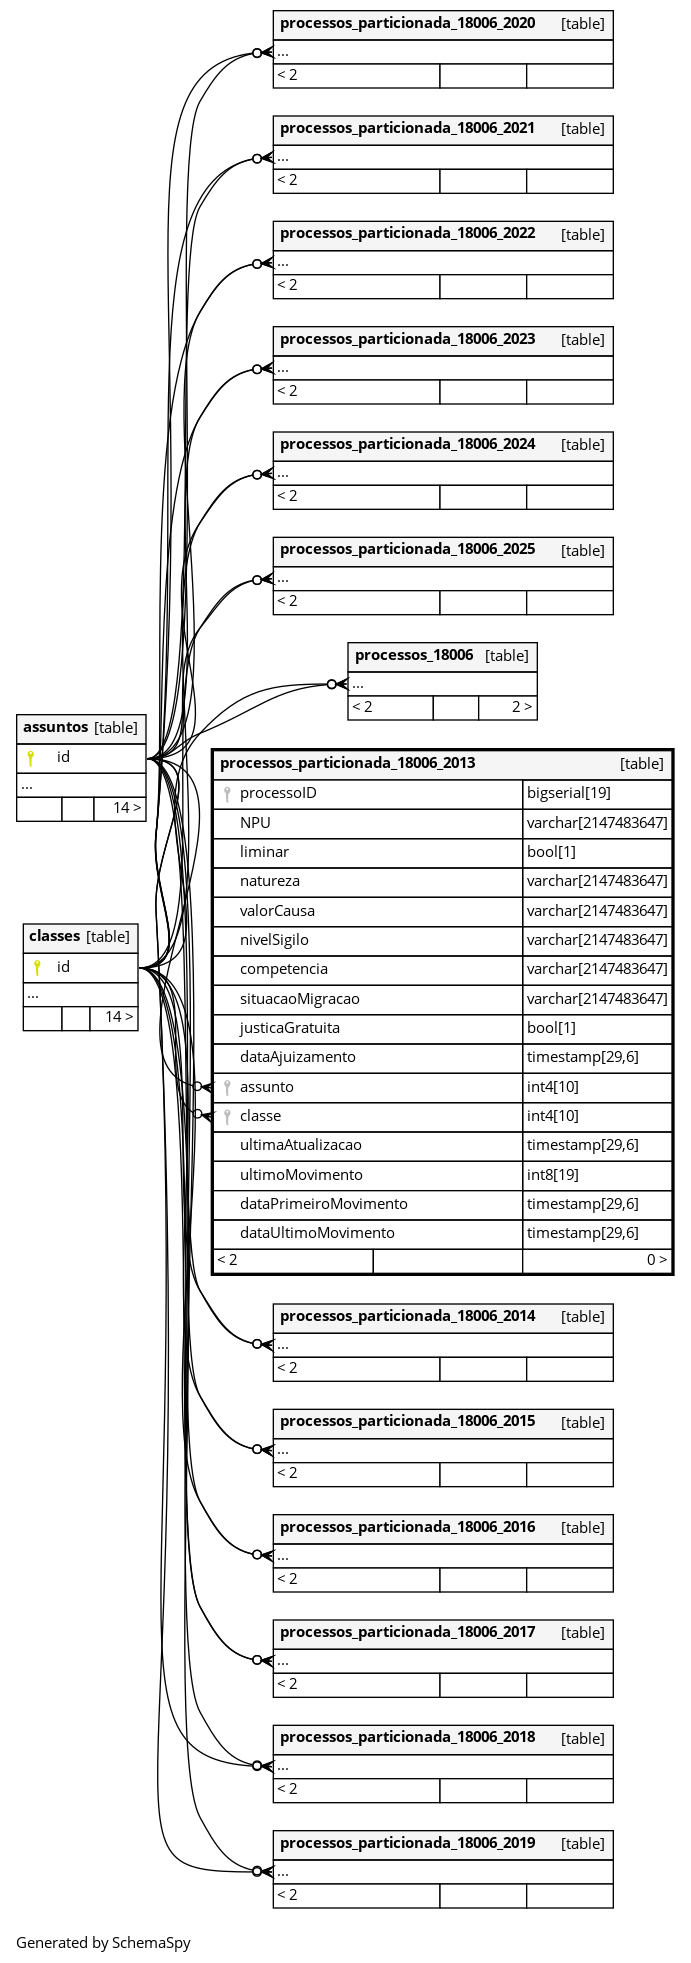 processos_particionada_18006_2020 [table]
...
< 2
processos_particionada_18006_2021 [table]
...
< 2
processos_particionada_18006_2022 [table]
...
< 2
processos_particionada_18006_2023 [table]
...
< 2
processos_particionada_18006_2024 [table]
...
< 2
processos_particionada_18006_2025 [table]
...
< 2
processos_18006 [table]
...
< 2 2 >
assuntos [table]
id
...
14 >
classes [table]
id
...
14 >
processos_particionada_18006_2013 [table]
processoID bigserial[19]
NPU varchar[2147483647]
liminar bool[1]
natureza varchar[2147483647]
valorCausa varchar[2147483647]
nivelSigilo varchar[2147483647]
competencia varchar[2147483647]
situacaoMigracao varchar[2147483647]
justicaGratuita bool[1]
dataAjuizamento timestamp[29,6]
assunto int4[10]
classe int4[10]
ultimaAtualizacao timestamp[29,6]
ultimoMovimento int8[19]
dataPrimeiroMovimento timestamp[29,6]
dataUltimoMovimento timestamp[29,6]
< 2 0 >
processos_particionada_18006_2014 [table]
...
< 2
processos_particionada_18006_2015 [table]
...
< 2
processos_particionada_18006_2016 [table]
...
< 2
processos_particionada_18006_2017 [table]
...
< 2
processos_particionada_18006_2018 [table]
...
< 2
processos_particionada_18006_2019 [table]
...
< 2
Generated by SchemaSpy